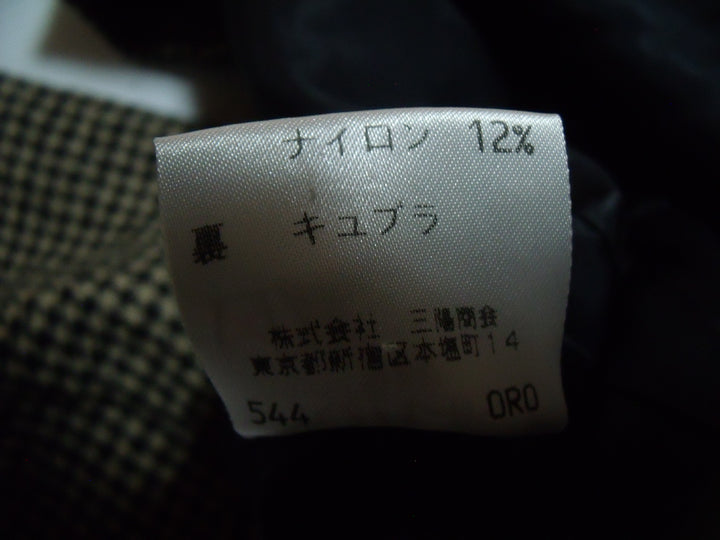 ナイロン 12%
裏 キュプラ
株式会社 三陽商会
東京都新宿区本塩町14
544 ORO